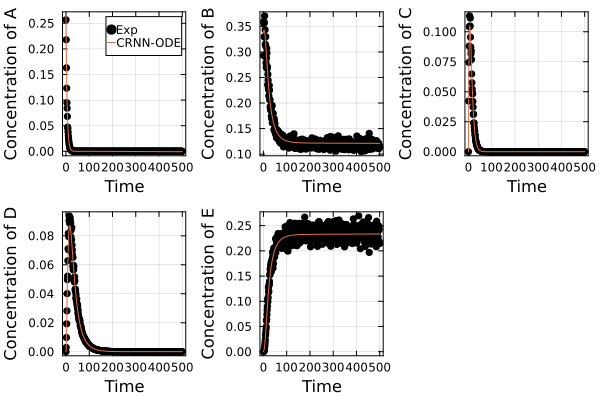 Concentration of A
0.25
0.20
0.15
0.10
0.05
0.00
Exp
CRNN-ODE
0 100200300400500
Time
Concentration of B
0.35
0.30
0.25
0.20
0.15
0.10
0 100200300400500
Time
Concentration of C
0.100
0.075
0.050
0.025
0.000
0 100200300400500
Time
Concentration of D
0.08
0.06
0.04
0.02
0.00
0 100200300400500
Time
Concentration of E
0.25
0.20
0.15
0.10
0.05
0.00
0 100200300400500
Time